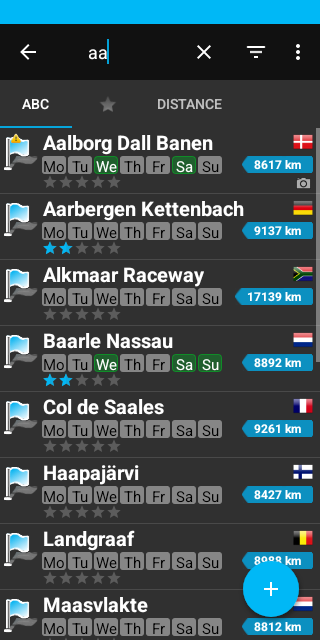 aa
ABC
DISTANCE
Aalborg Dall Banen
Mo Tu We Th Fr Sa Su
8617 km
Aarbergen Kettenbach
Mo Tu We Th Fr Sa Su
9137 km
Alkmaar Raceway
Mo Tu We Th Fr Sa Su
17139 km
Baarle Nassau
Mo Tu We Th Fr Sa Su
8892 km
Col de Saales
Mo Tu We Th Fr Sa Su
9261 km
Haapajärvi
Mo Tu We Th Fr Sa Su
8427 km
Landgraaf
Mo Tu We Th Fr Sa Su
8988 km
Maasvlakte
Mo Tu We Th Fr Sa Su
8812 km